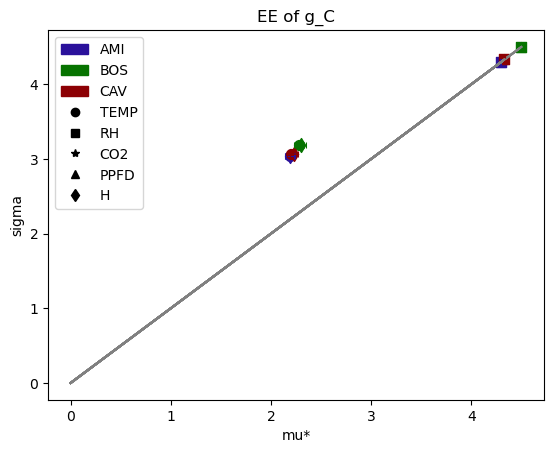 EE of g_C
AMI
BOS
CAV
TEMP
RH
CO2
PPFD
H
sigma
4
3
2
1
0
0 1 2 3 4
mu*